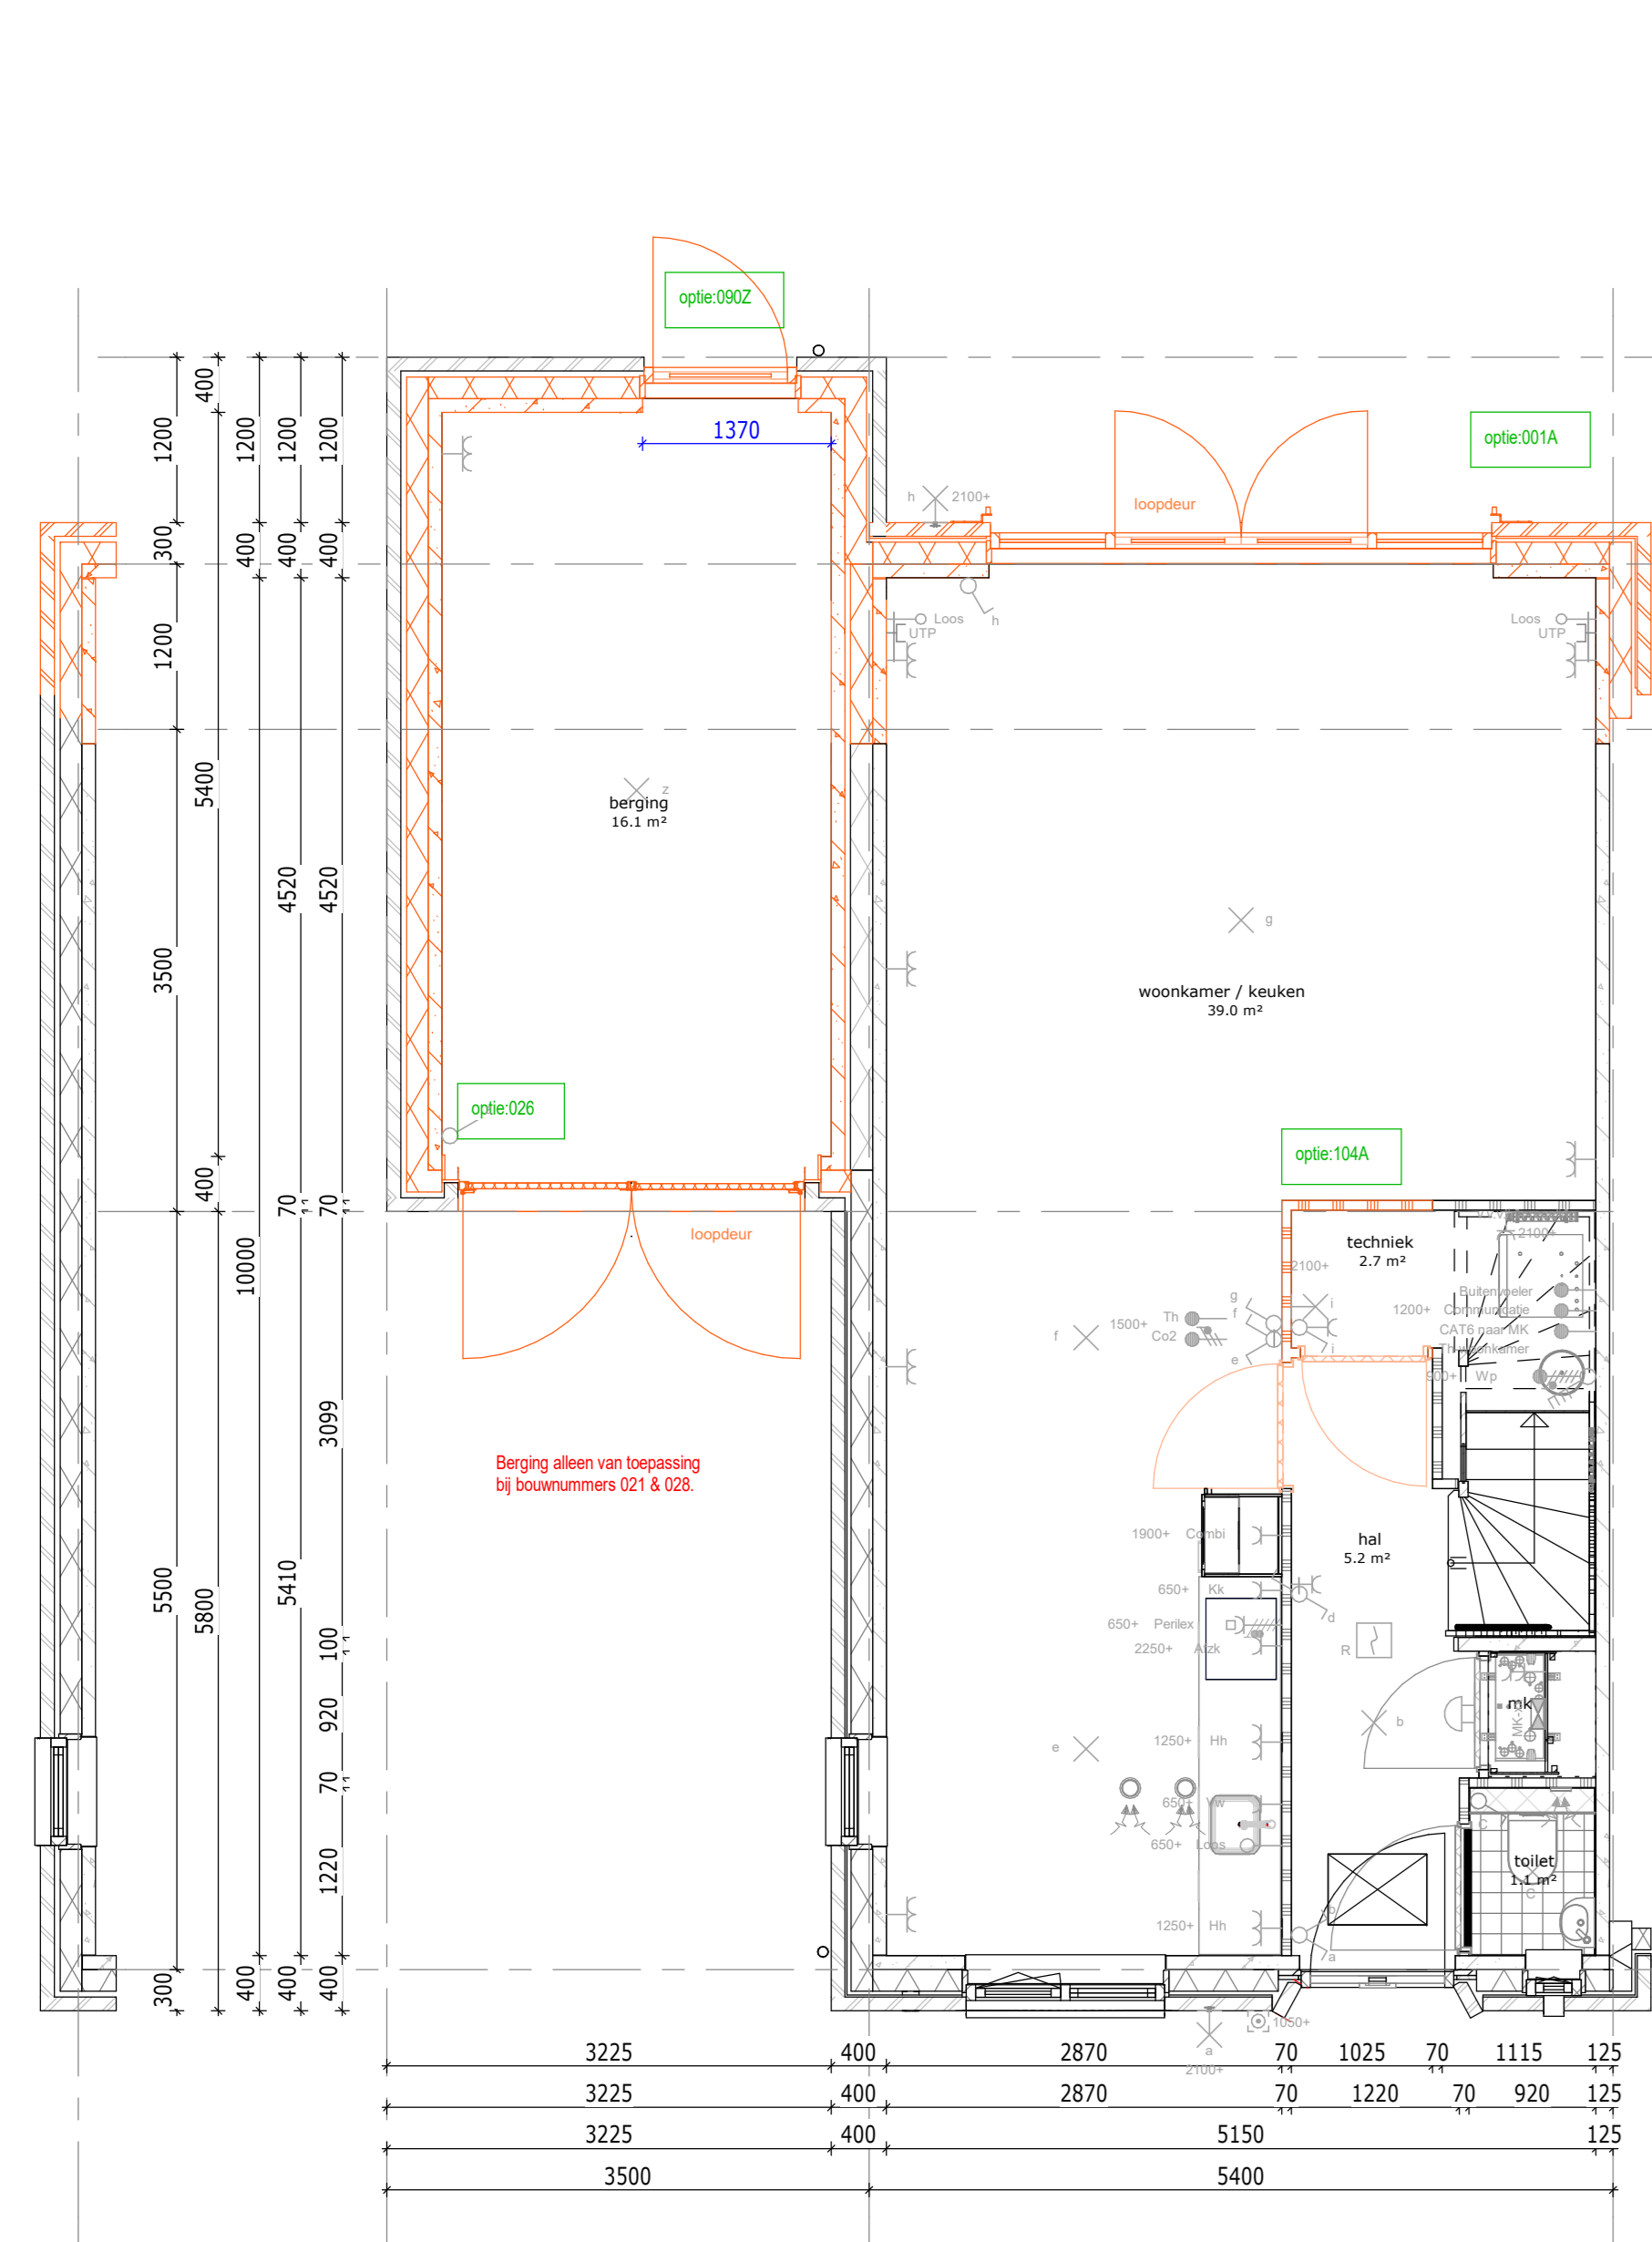 optie:090Z
optie:001A
1370
loopdeur
h
2100+
h
Loos
UTP
Loos
UTP
400
1200
1200
1200
1200
300
400
400
400
1200
5400
4520
4520
3500
400
70
70
10000
3099
5500
5800
5410
100
920
70
1220
300
400
400
400
z
berging
16.1 m²
g
woonkamer / keuken
39.0 m²
optie:026
optie:104A
loopdeur
techniek
2.7 m²
2100+
2100+
Buitenvoeler
1200+ Communicatie
CAT6 naar MK
Th woonkamer
900+ Wp
g
f
f
1500+
Th
Co2
e
i
i
Berging alleen van toepassing
bij bouwnummers 021 & 028.
1900+ Combi
hal
5.2 m²
650+ Kk
d
650+ Perilex
2250+ Afzk
R
mk
b
e
1250+ Hh
650+ Vw
650+ Loos
C
toilet
1.1 m²
C
1250+ Hh
b
a
1050+
a
2100+
3225 400 2870 70 1025 70 1115 125
3225 400 2870 70 1220 70 920 125
3225 400 5150 125
3500 5400